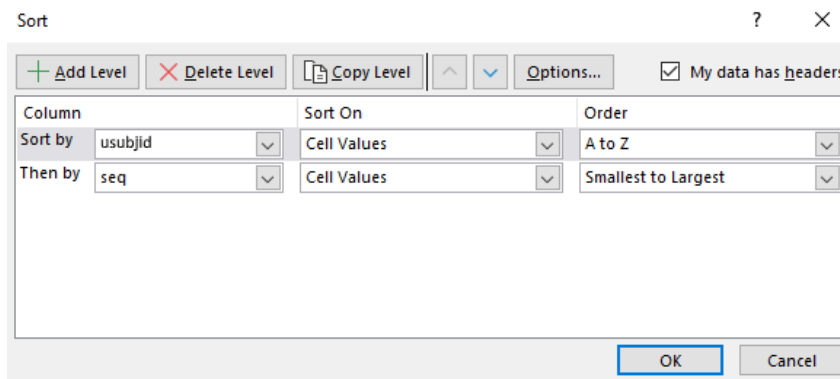 Sort ? X
Add Level Delete Level Copy Level Options... My data has headers
Column Sort On Order
Sort by usubjid Cell Values A to Z
Then by seq Cell Values Smallest to Largest
OK Cancel